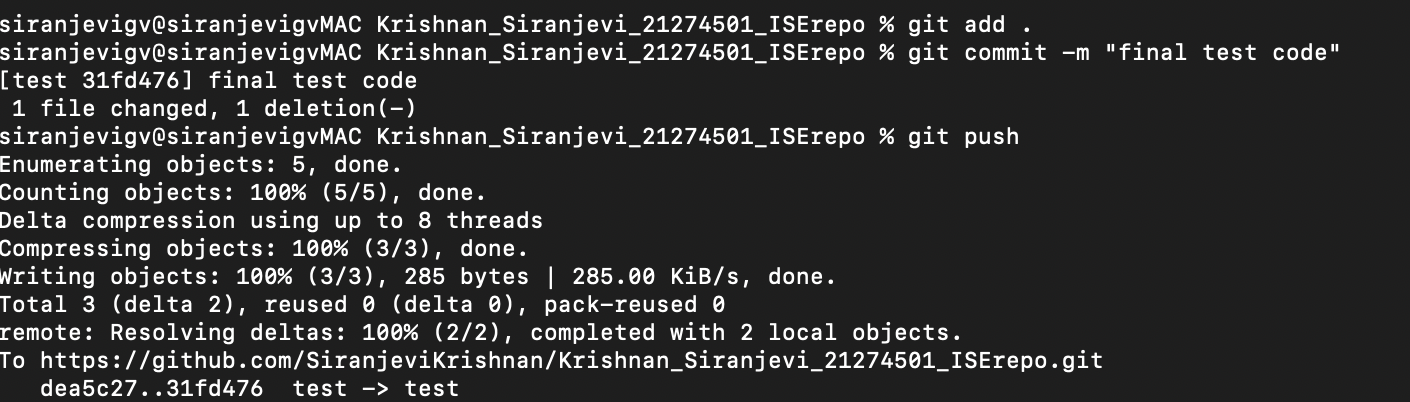 siranjevigv@siranjevigvMAC Krishnan_Siranjevi_21274501_ISErepo % git add .
siranjevigv@siranjevigvMAC Krishnan_Siranjevi_21274501_ISErepo % git commit -m "final test code"
[test 31fd476] final test code
 1 file changed, 1 deletion(-)
siranjevigv@siranjevigvMAC Krishnan_Siranjevi_21274501_ISErepo % git push
Enumerating objects: 5, done.
Counting objects: 100% (5/5), done.
Delta compression using up to 8 threads
Compressing objects: 100% (3/3), done.
Writing objects: 100% (3/3), 285 bytes | 285.00 KiB/s, done.
Total 3 (delta 2), reused 0 (delta 0), pack-reused 0
remote: Resolving deltas: 100% (2/2), completed with 2 local objects.
To https://github.com/SiranjeviKrishnan/Krishnan_Siranjevi_21274501_ISErepo.git
   dea5c27..31fd476  test -> test